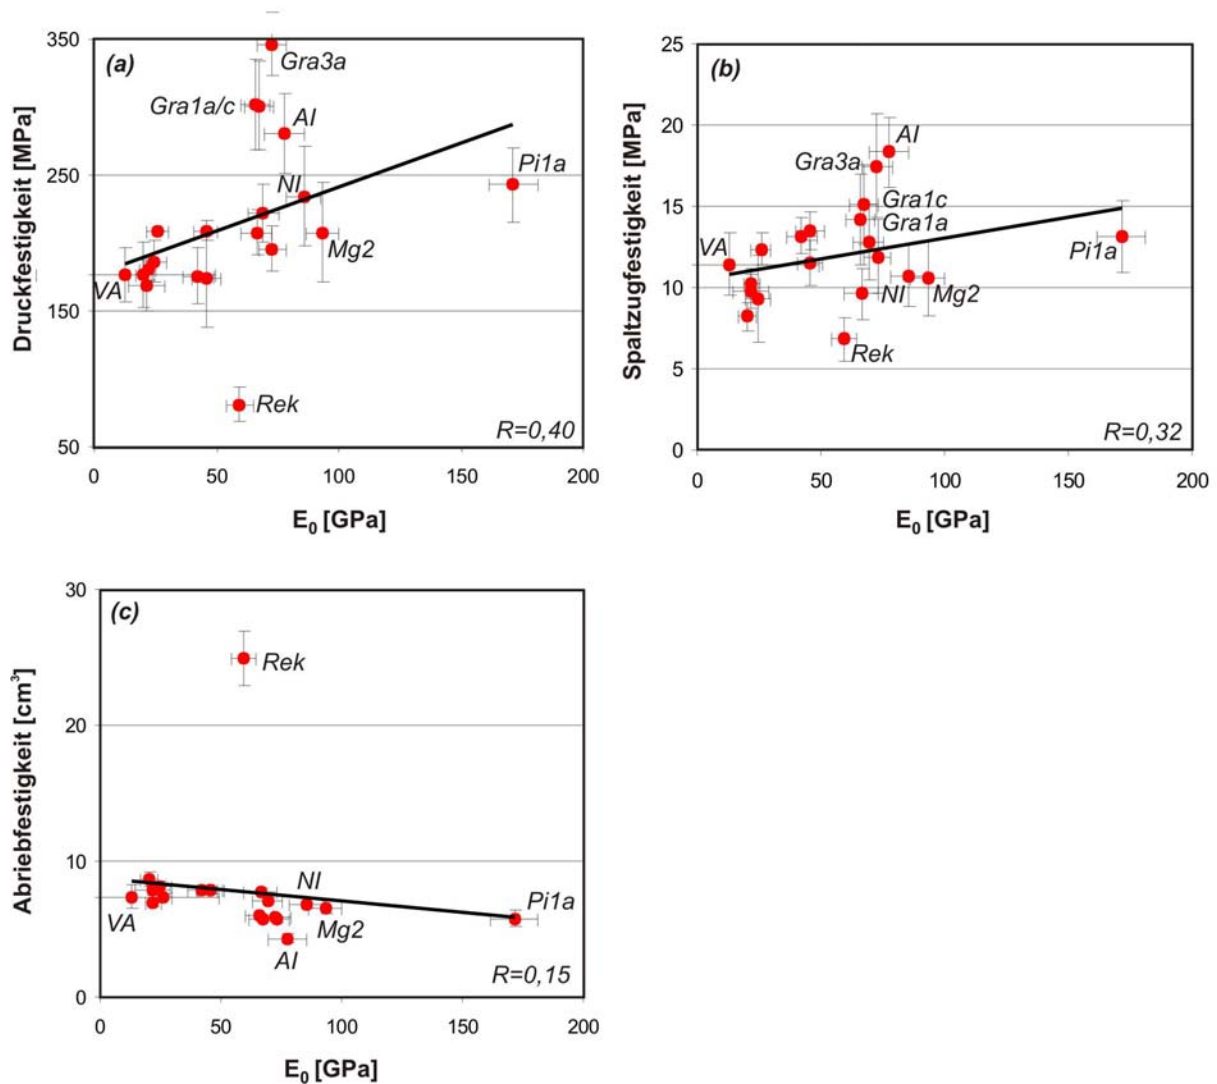 (a)
350
250
150
50
Druckfestigkeit [MPa]
Gra3a
Gra1a/c
Al
Nl
Pi1a
Mg2
VA
Rek
R=0,40
0 50 100 150 200
E0 [GPa]
(b)
25
20
15
10
5
0
Spaltzugfestigkeit [MPa]
Al
Gra3a
Gra1c
Gra1a
VA
Pi1a
Nl
Mg2
Rek
R=0,32
0 50 100 150 200
E0 [GPa]
(c)
30
20
10
0
Abriebfestigkeit [cm³]
Rek
Nl
Pi1a
VA
Mg2
Al
R=0,15
0 50 100 150 200
E0 [GPa]